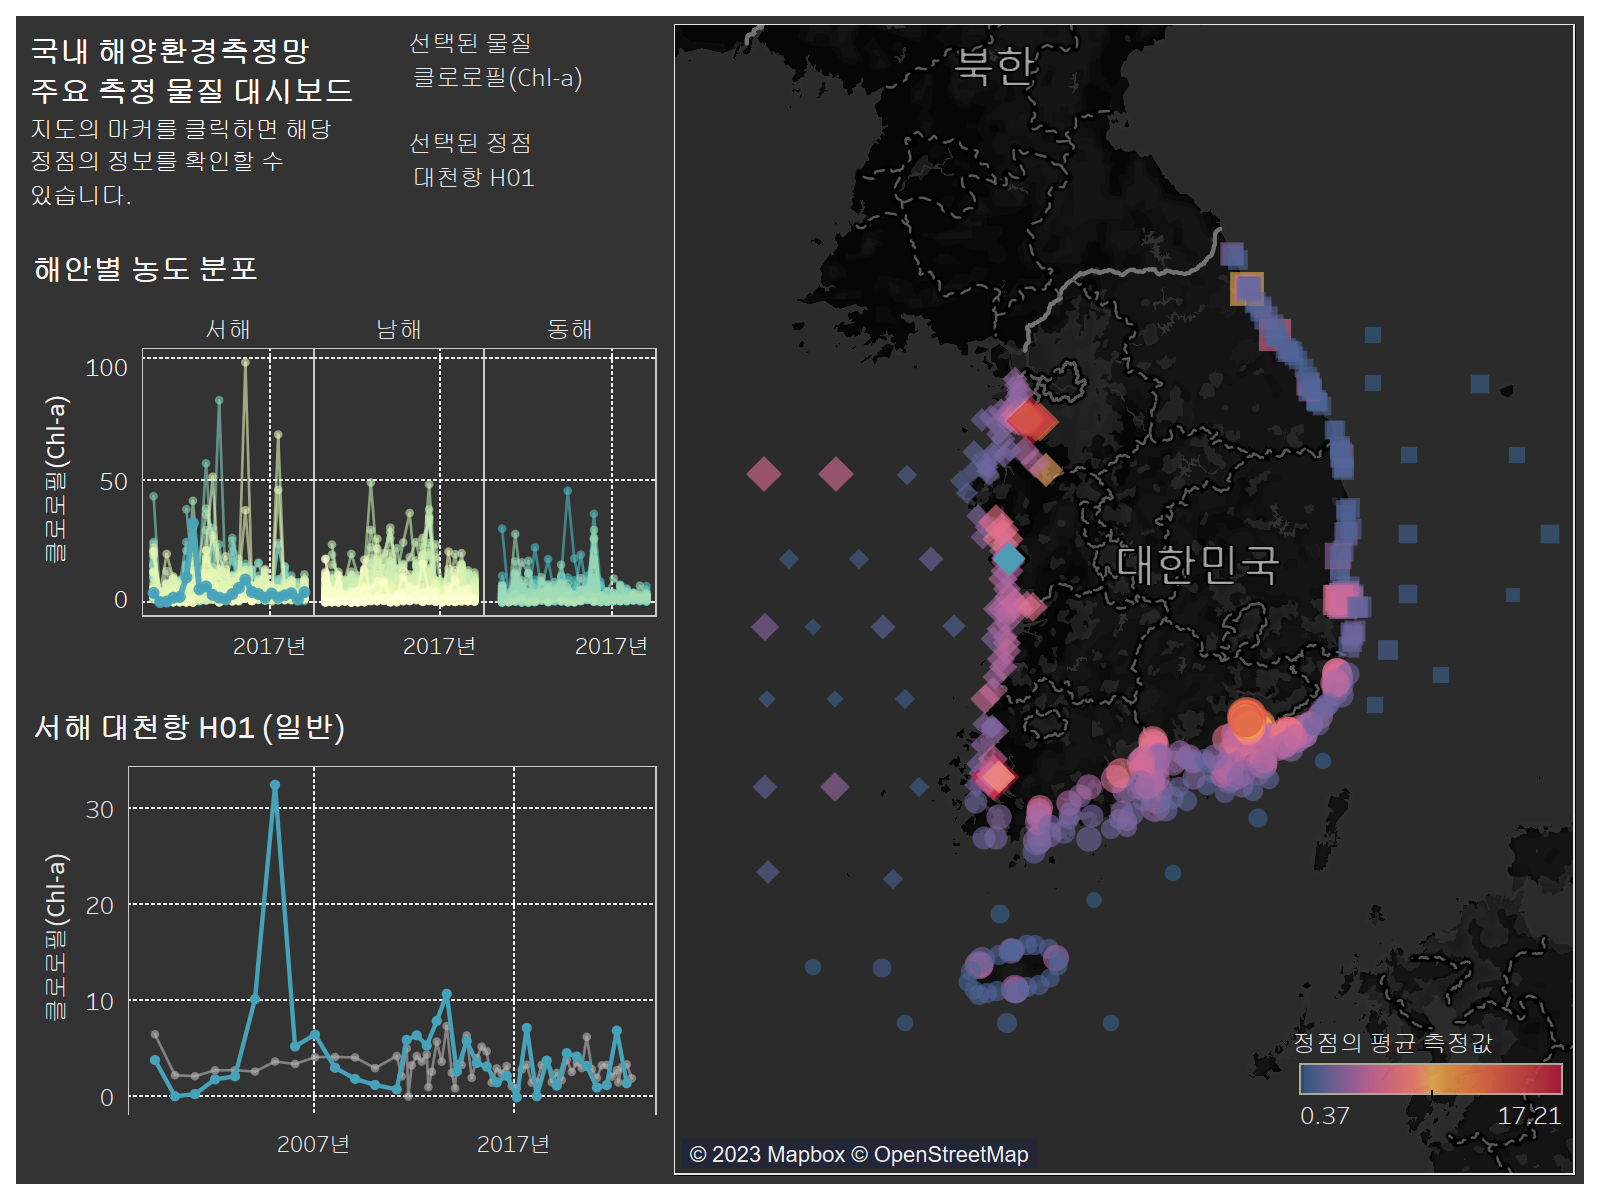 국내 해양환경측정망
주요 측정 물질 대시보드
지도의 마커를 클릭하면 해당
정점의 정보를 확인할 수
있습니다.
선택된 물질
클로로필(Chl-a)
선택된 정점
대천항 H01
해안별 농도 분포
서해 남해 동해
클로로필(Chl-a)
100
50
0
2017년 2017년 2017년
서해 대천항 H01 (일반)
클로로필(Chl-a)
30
20
10
0
2007년 2017년
북한
대한민국
정점의 평균 측정값
0.37 17.21
© 2023 Mapbox © OpenStreetMap